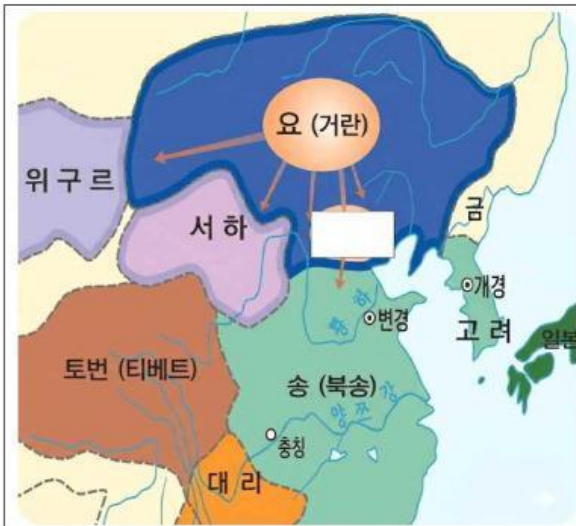 요 (거란)
위구르
서하
금
개경
황하
변경
고려
일본
토번 (티베트)
송 (북송)
양쯔강
충칭
대리